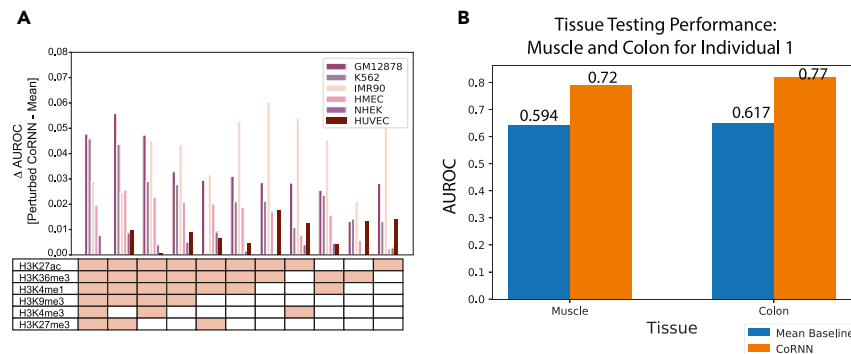 A
0.08
0.07
0.06
0.05
0.04
0.03
0.02
0.01
0.00
Δ AUROC
[Perturbed CoRNN - Mean]
GM12878
K562
IMR90
HMEC
NHEK
HUVEC
H3K27ac
H3K36me3
H3K4me1
H3K9me3
H3K4me3
H3K27me3
B
Tissue Testing Performance:
Muscle and Colon for Individual 1
AUROC
0.8
0.7
0.6
0.5
0.4
0.3
0.2
0.1
0.0
0.594
0.72
0.617
0.77
Muscle
Colon
Tissue
Mean Baseline
CoRNN